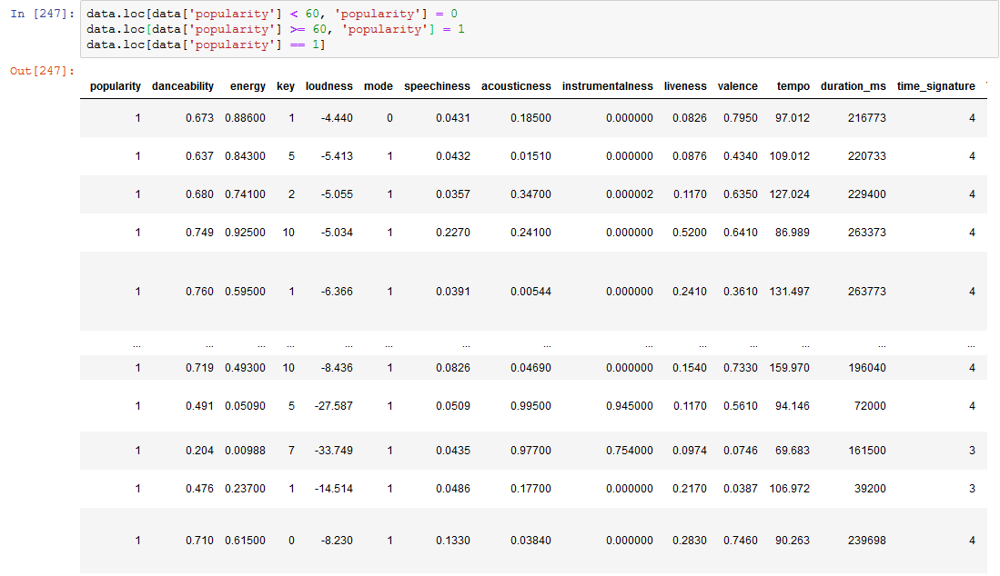 In [247]: data.loc[data['popularity'] < 60, 'popularity'] = 0
data.loc[data['popularity'] >= 60, 'popularity'] = 1
data.loc[data['popularity'] == 1]
Out[247]:
popularity danceability energy key loudness mode speechiness acousticness instrumentalness liveness valence tempo duration_ms time_signature
1 0.673 0.88600 1 -4.440 0 0.0431 0.18500 0.000000 0.0826 0.7950 97.012 216773 4
1 0.637 0.84300 5 -5.413 1 0.0432 0.01510 0.000000 0.0876 0.4340 109.012 220733 4
1 0.680 0.74100 2 -5.055 1 0.0357 0.34700 0.000002 0.1170 0.6350 127.024 229400 4
1 0.749 0.92500 10 -5.034 1 0.2270 0.24100 0.000000 0.5200 0.6410 86.989 263373 4
1 0.760 0.59500 1 -6.366 1 0.0391 0.00544 0.000000 0.2410 0.3610 131.497 263773 4
... ... ... ... ... ... ... ... ... ... ... ... ... ...
1 0.719 0.49300 10 -8.436 1 0.0826 0.04690 0.000000 0.1540 0.7330 159.970 196040 4
1 0.491 0.05090 5 -27.587 1 0.0509 0.99500 0.945000 0.1170 0.5610 94.146 72000 4
1 0.204 0.00988 7 -33.749 1 0.0435 0.97700 0.754000 0.0974 0.0746 69.683 161500 3
1 0.476 0.23700 1 -14.514 1 0.0486 0.17700 0.000000 0.2170 0.0387 106.972 39200 3
1 0.710 0.61500 0 -8.230 1 0.1330 0.03840 0.000000 0.2830 0.7460 90.263 239698 4